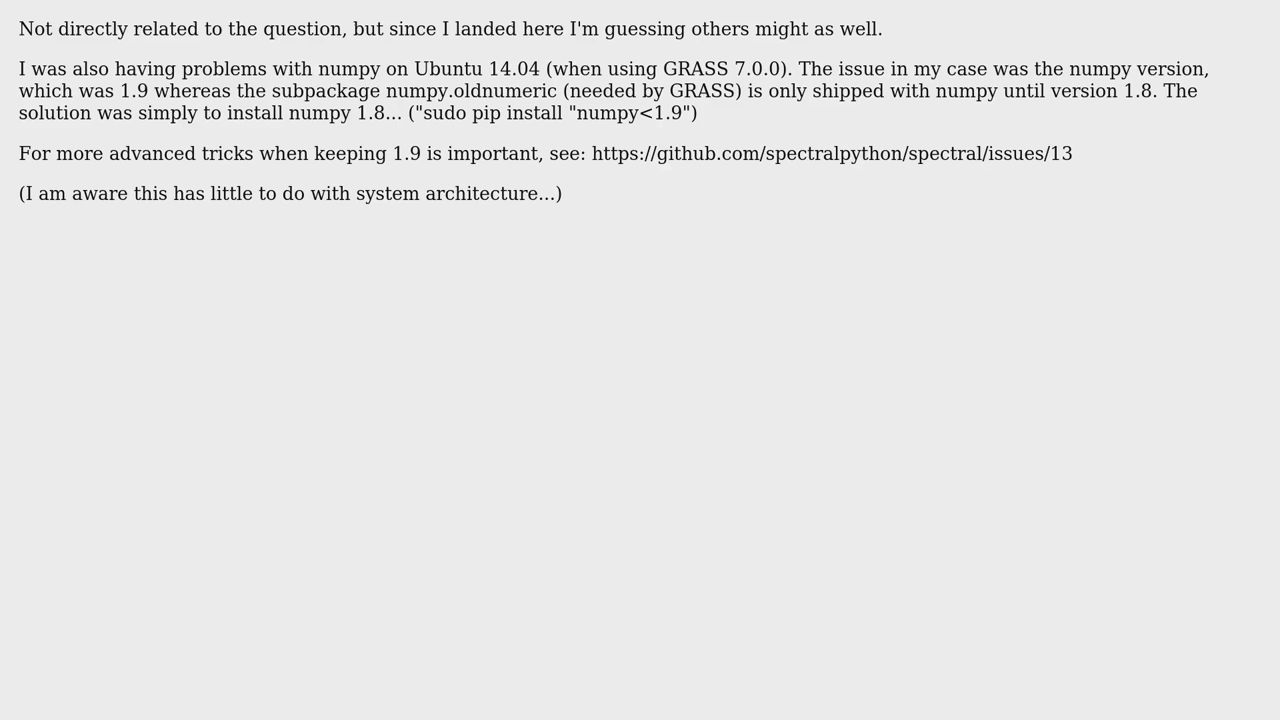 Not directly related to the question, but since I landed here I'm guessing others might as well.
I was also having problems with numpy on Ubuntu 14.04 (when using GRASS 7.0.0). The issue in my case was the numpy version,
which was 1.9 whereas the subpackage numpy.oldnumeric (needed by GRASS) is only shipped with numpy until version 1.8. The
solution was simply to install numpy 1.8... ("sudo pip install "numpy<1.9")
For more advanced tricks when keeping 1.9 is important, see: https://github.com/spectralpython/spectral/issues/13
(I am aware this has little to do with system architecture...)